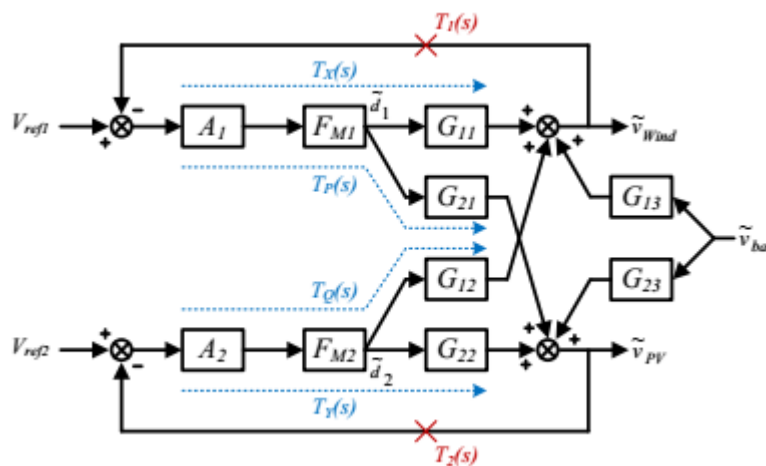 T1(s)
TX(s)
Vref1 + − A1 FM1 d̃1 G11 + + + ṽWind
TP(s) G21 G13
ṽba
TQ(s) G12 G23
Vref2 + − A2 FM2 d̃2 G22 + + + ṽPV
TY(s)
T2(s)